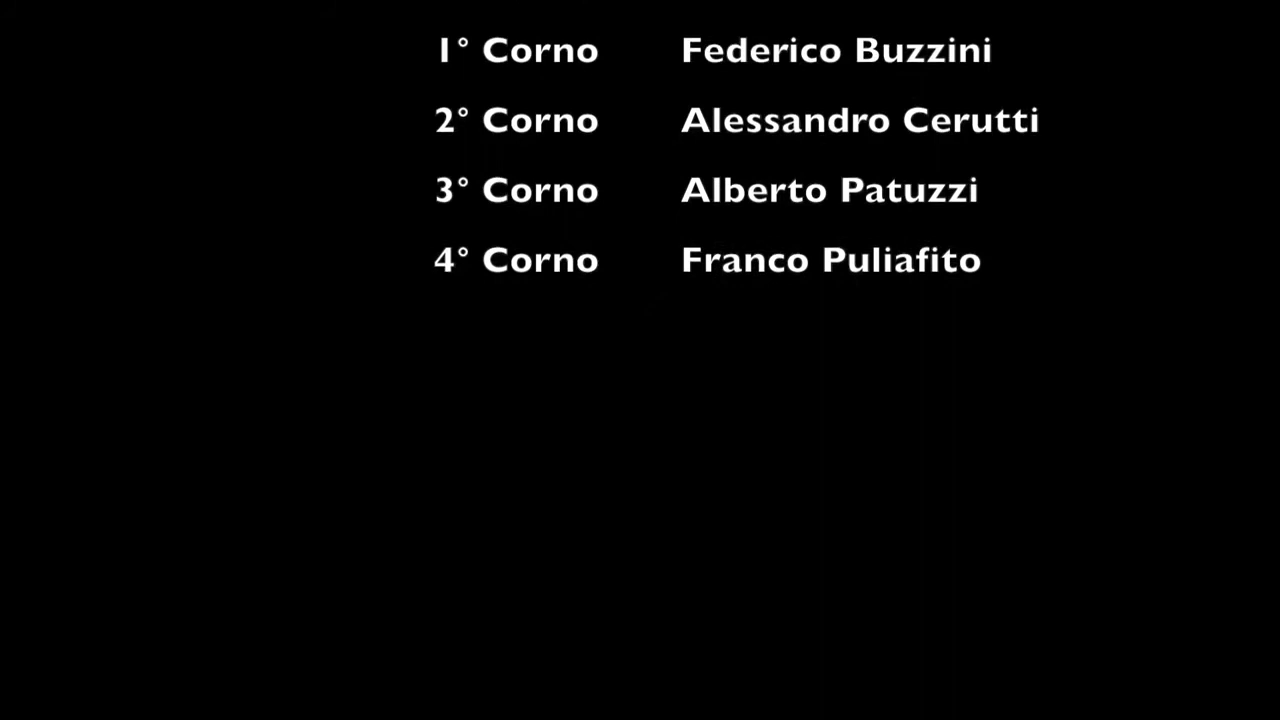 1° Corno Federico Buzzini
2° Corno Alessandro Cerutti
3° Corno Alberto Patuzzi
4° Corno Franco Puliafito